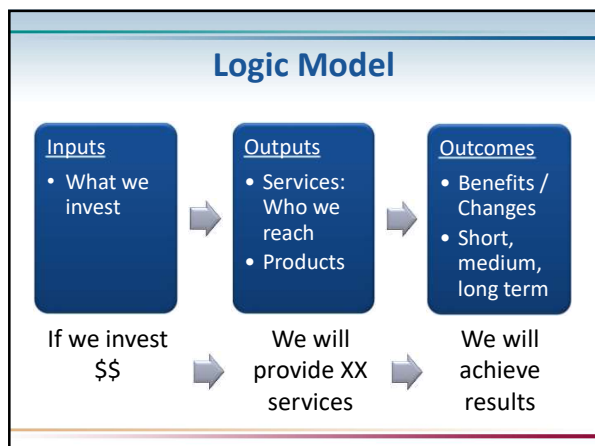 Logic Model
Inputs
• What we
invest
Outputs
• Services:
Who we
reach
• Products
Outcomes
• Benefits /
Changes
• Short,
medium,
long term
If we invest
$$
We will
provide XX
services
We will
achieve
results